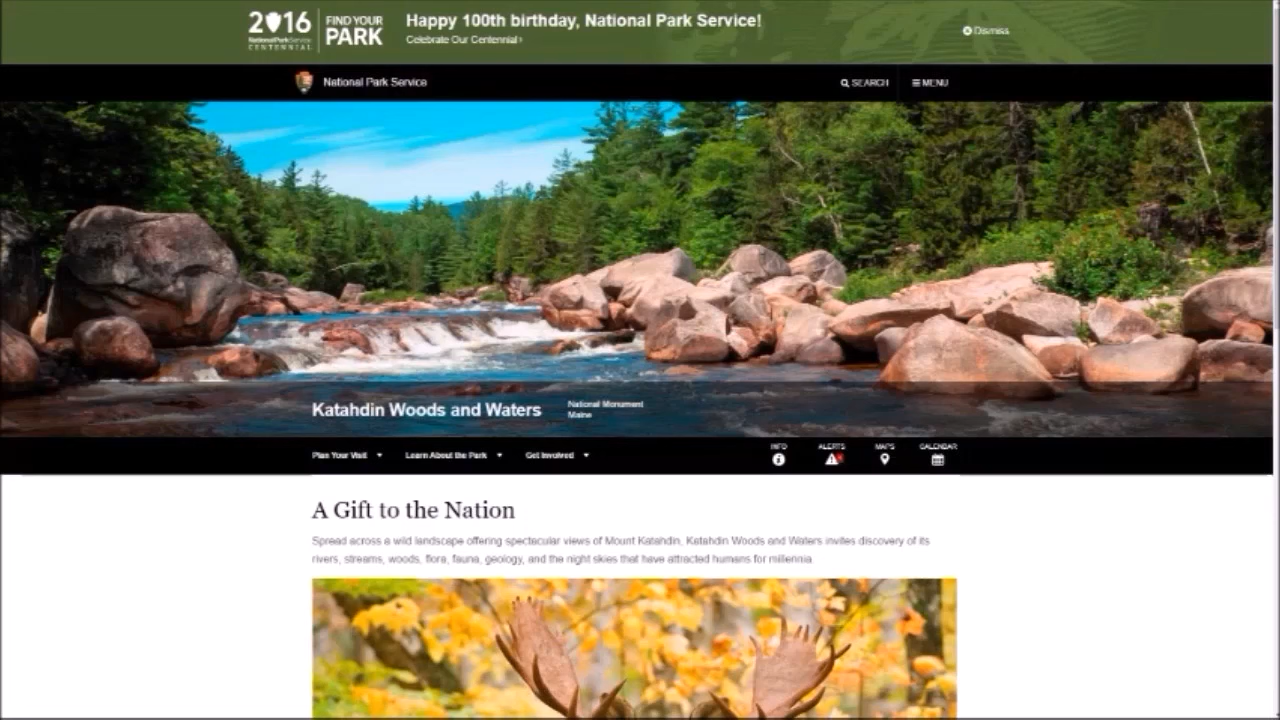 2016
National Park Service
CENTENNIAL
FIND YOUR
PARK
Happy 100th birthday, National Park Service!
Celebrate Our Centennial ›
Dismiss
National Park Service
SEARCH
MENU
Katahdin Woods and Waters
National Monument
Maine
Plan Your Visit
Learn About the Park
Get Involved
INFO
ALERTS
MAPS
CALENDAR
A Gift to the Nation
Spread across a wild landscape offering spectacular views of Mount Katahdin, Katahdin Woods and Waters invites discovery of its
rivers, streams, woods, flora, fauna, geology, and the night skies that have attracted humans for millennia